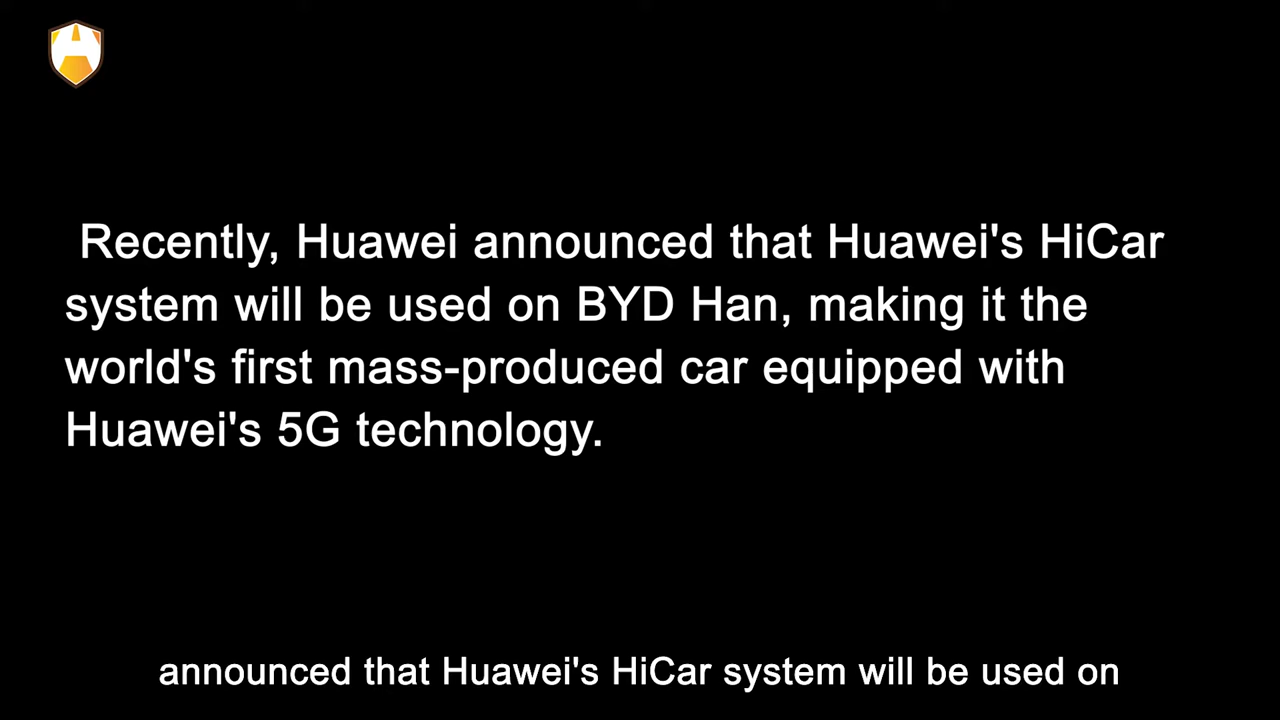 Recently, Huawei announced that Huawei's HiCar
system will be used on BYD Han, making it the
world's first mass-produced car equipped with
Huawei's 5G technology.
announced that Huawei's HiCar system will be used on